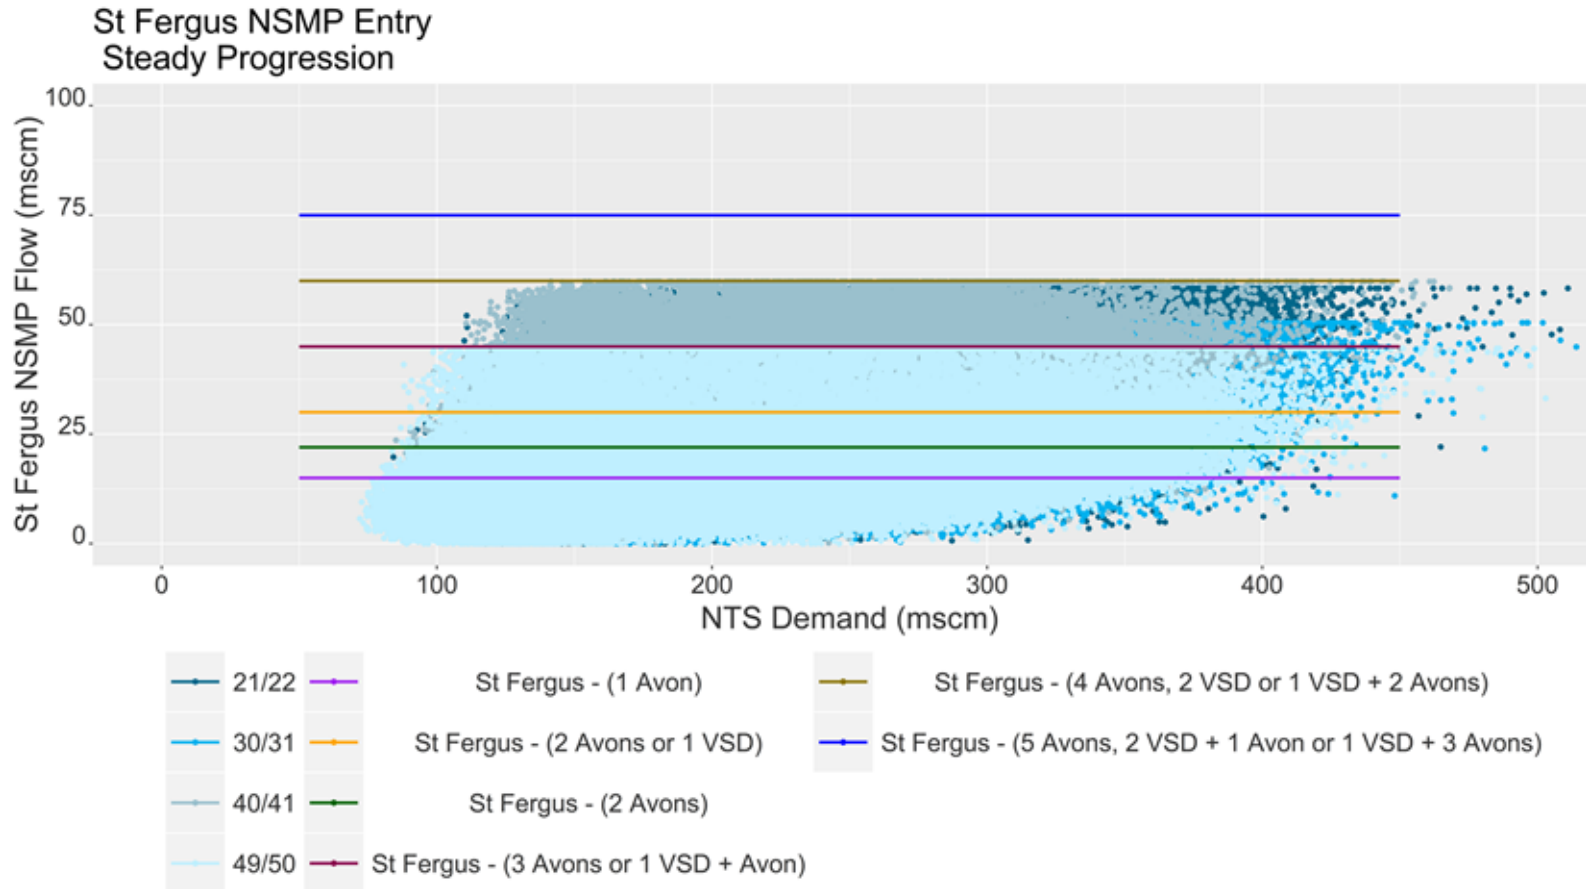 St Fergus NSMP Entry
Steady Progression
St Fergus NSMP Flow (mscm)
100
75
50
25
0
0 100 200 300 400 500
NTS Demand (mscm)
21/22 St Fergus - (1 Avon) St Fergus - (4 Avons, 2 VSD or 1 VSD + 2 Avons)
30/31 St Fergus - (2 Avons or 1 VSD) St Fergus - (5 Avons, 2 VSD + 1 Avon or 1 VSD + 3 Avons)
40/41 St Fergus - (2 Avons)
49/50 St Fergus - (3 Avons or 1 VSD + Avon)